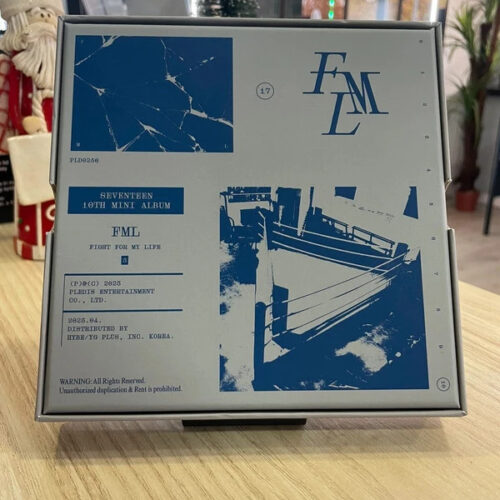 17
FML
PLD0256
SEVENTEEN
10TH MINI ALBUM
FML
FIGHT FOR MY LIFE
(P)&(C) 2023
PLEDIS ENTERTAINMENT
CO., LTD.
2023.04.
DISTRIBUTED BY
HYBE/YG PLUS, INC. KOREA.
WARNING: All Rights Reserved.
Unauthorized duplication & Rent is prohibited.